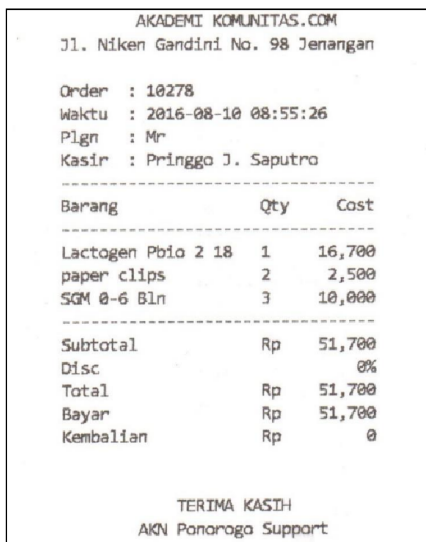 AKADEMI KOMUNITAS.COM
Jl. Niken Gandini No. 98 Jenangan
Order : 10278
Waktu : 2016-08-10 08:55:26
Plgn : Mr
Kasir : Pringgo J. Saputro
Barang Qty Cost
Lactogen Pbio 2 18 1 16,700
paper clips 2 2,500
SGM 0-6 Bln 3 10,000
Subtotal Rp 51,700
Disc 0%
Total Rp 51,700
Bayar Rp 51,700
Kembalian Rp 0
TERIMA KASIH
AKN Ponorogo Support